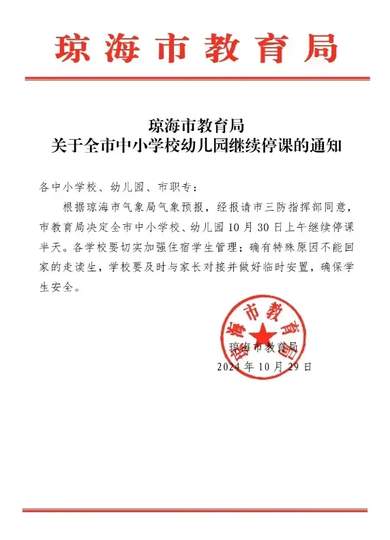 琼海市教育局
琼海市教育局
关于全市中小学校幼儿园继续停课的通知
各中小学校、幼儿园、市职专：
根据琼海市气象局气象预报，经报请市三防指挥部同意，
市教育局决定全市中小学校、幼儿园10月30日上午继续停课
半天。各学校要切实加强住宿学生管理；确有特殊原因不能回
家的走读生，学校要及时与家长对接并做好临时安置，确保学
生安全。
琼海市教育局
琼海市教育局
2024年10月29日